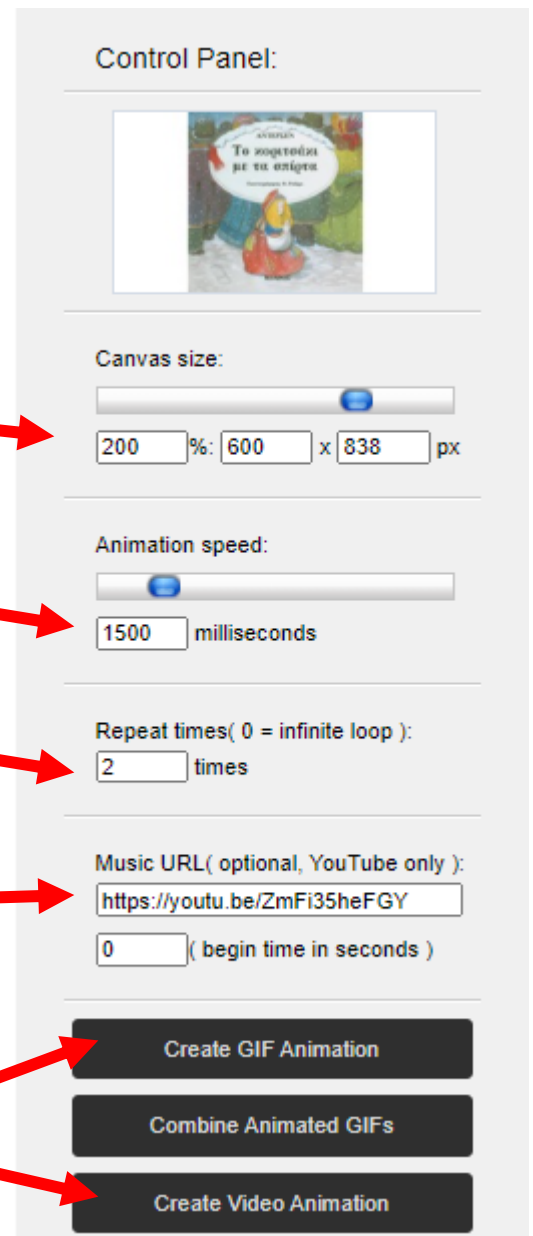 Control Panel:
ΑΝΤΕΡΣΕΝ
Το κοριτσάκι
με τα σπίρτα
Canvas size:
200 %: 600 x 838 px
Animation speed:
1500 milliseconds
Repeat times( 0 = infinite loop ):
2 times
Music URL( optional, YouTube only ):
https://youtu.be/ZmFi35heFGY
0 ( begin time in seconds )
Create GIF Animation
Combine Animated GIFs
Create Video Animation